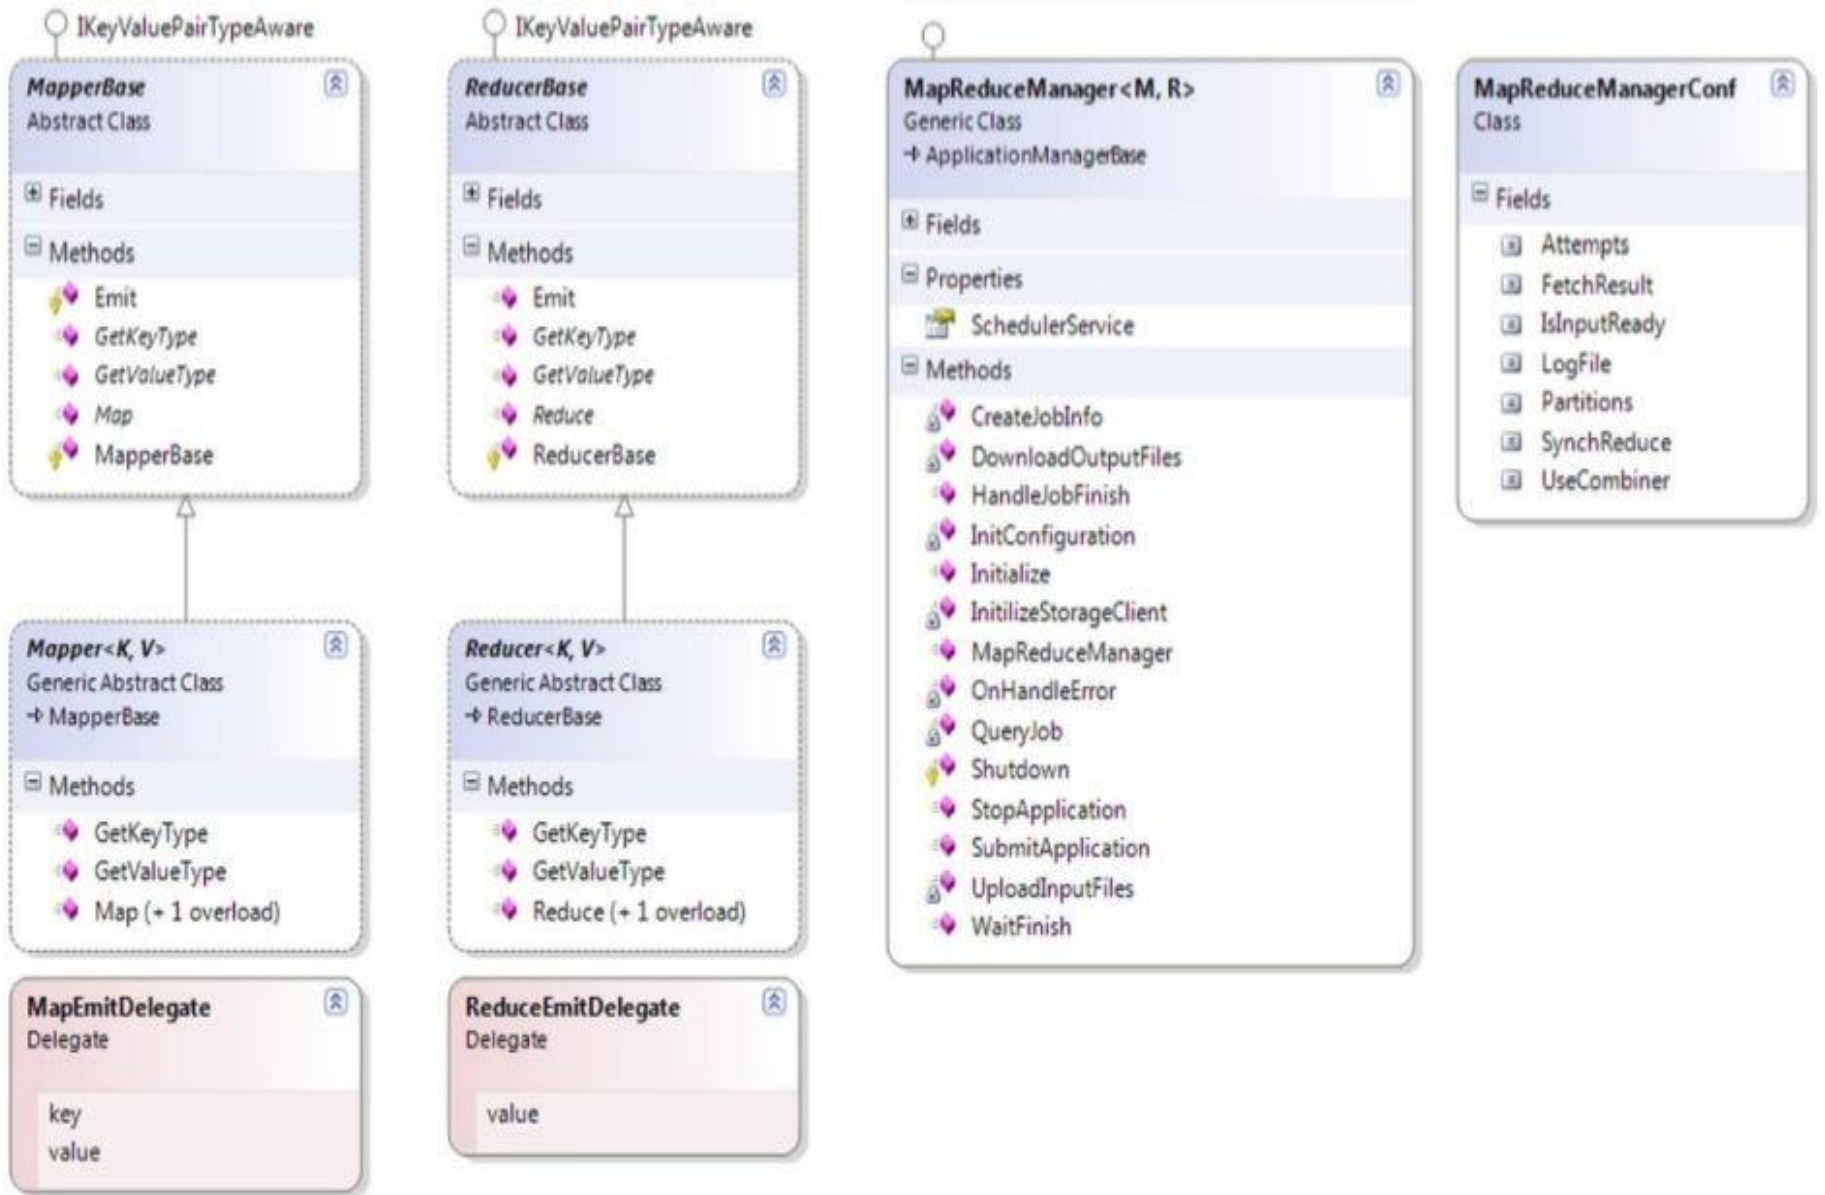 IKeyValuePairTypeAware
MapperBase
Abstract Class
Fields
Methods
Emit
GetKeyType
GetValueType
Map
MapperBase
Mapper<K, V>
Generic Abstract Class
MapperBase
Methods
GetKeyType
GetValueType
Map (+ 1 overload)
MapEmitDelegate
Delegate
key
value
IKeyValuePairTypeAware
ReducerBase
Abstract Class
Fields
Methods
Emit
GetKeyType
GetValueType
Reduce
ReducerBase
Reducer<K, V>
Generic Abstract Class
ReducerBase
Methods
GetKeyType
GetValueType
Reduce (+ 1 overload)
ReduceEmitDelegate
Delegate
value
MapReduceManager<M, R>
Generic Class
ApplicationManagerBase
Fields
Properties
SchedulerService
Methods
CreateJobInfo
DownloadOutputFiles
HandleJobFinish
InitConfiguration
Initialize
InitilizeStorageClient
MapReduceManager
OnHandleError
QueryJob
Shutdown
StopApplication
SubmitApplication
UploadInputFiles
WaitFinish
MapReduceManagerConf
Class
Fields
Attempts
FetchResult
IsInputReady
LogFile
Partitions
SynchReduce
UseCombiner